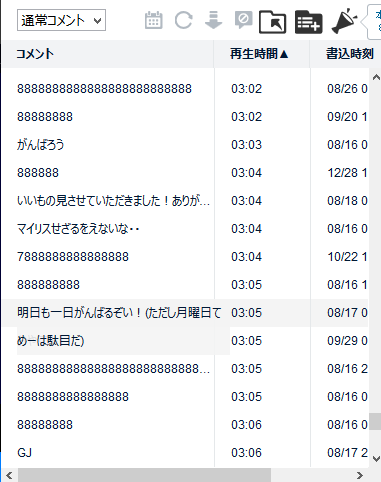 通常コメント
コメント 再生時間▲ 書込時刻
8888888888888888888888888 03:02 08/26 0
88888888 03:02 09/20 1
がんばろう 03:03 08/16 0
888888 03:04 12/28 1
いいもの見させていただきました！ありが... 03:04 08/18 0
マイリスせざるをえないな・・ 03:04 08/16 0
7888888888888888 03:04 10/22 1
888888888 03:05 08/16 1
明日も一日がんばるぞい！(ただし月曜日て 03:05 08/17 0
めーは駄目だ) 03:05 09/29 0
88888888888888888888888888... 03:05 08/16 2
8888888888888888 03:05 08/16 0
88888888 03:06 08/16 0
GJ 03:06 08/17 2